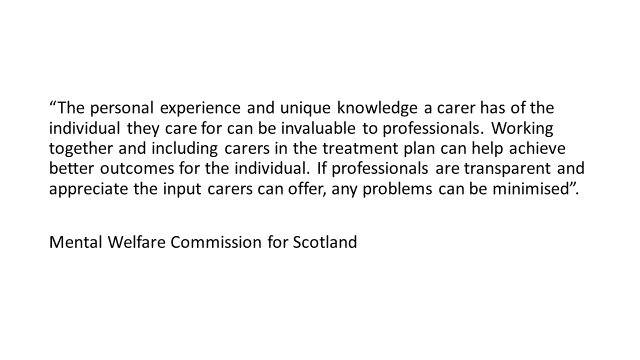 “The personal experience and unique knowledge a carer has of the
individual they care for can be invaluable to professionals. Working
together and including carers in the treatment plan can help achieve
better outcomes for the individual. If professionals are transparent and
appreciate the input carers can offer, any problems can be minimised”.
Mental Welfare Commission for Scotland